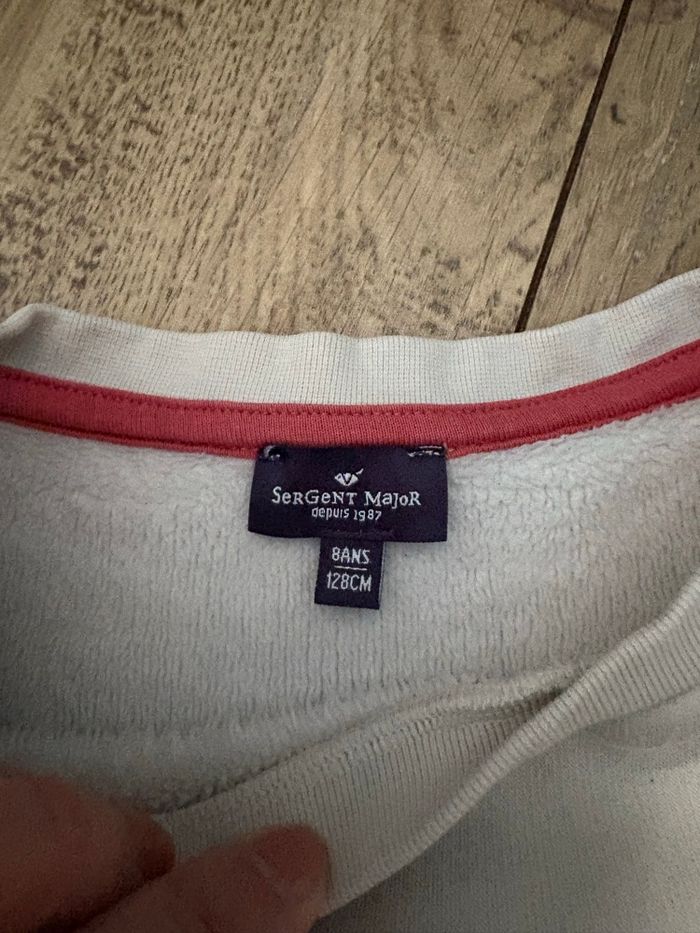 SerGeNT MajoR
depuis 1987
8ANS
128CM